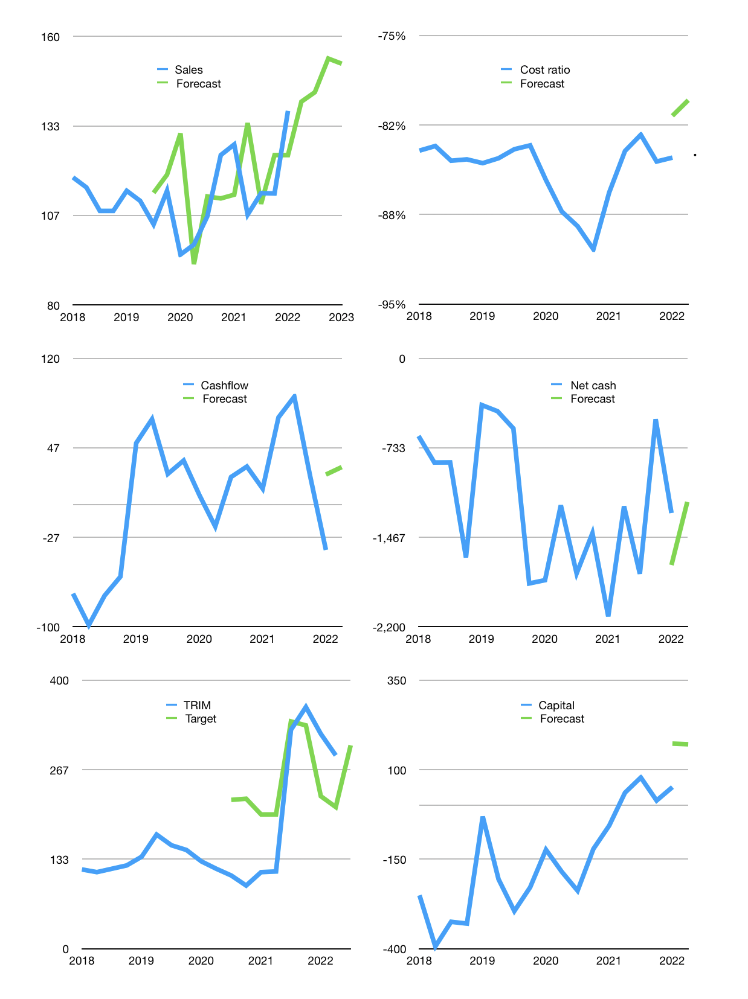 160
Sales
Forecast
133
107
80
2018 2019 2020 2021 2022 2023
-75%
Cost ratio
Forecast
-82%
-88%
-95%
2018 2019 2020 2021 2022
120
Cashflow
Forecast
47
-27
-100
2018 2019 2020 2021 2022
0
Net cash
Forecast
-733
-1,467
-2,200
2018 2019 2020 2021 2022
400
TRIM
Target
267
133
0
2018 2019 2020 2021 2022
350
Capital
Forecast
100
-150
-400
2018 2019 2020 2021 2022